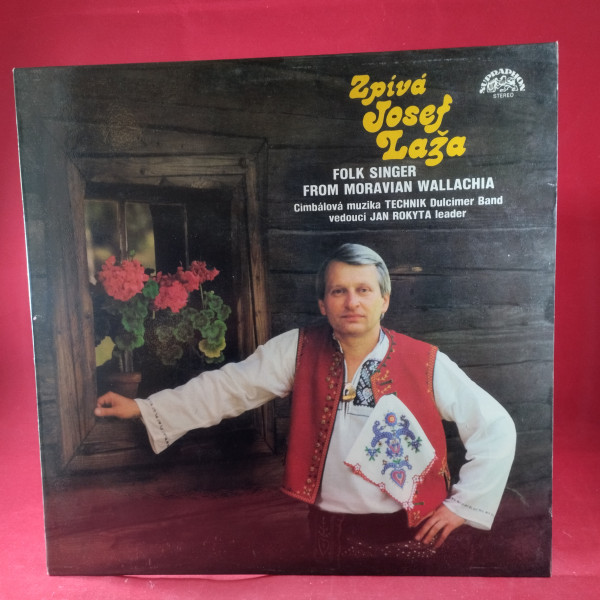 Zpívá
Josef
Laža
SUPRAPHON
STEREO
FOLK SINGER
FROM MORAVIAN WALLACHIA
Cimbálová muzika TECHNIK Dulcimer Band
vedoucí JAN ROKYTA leader